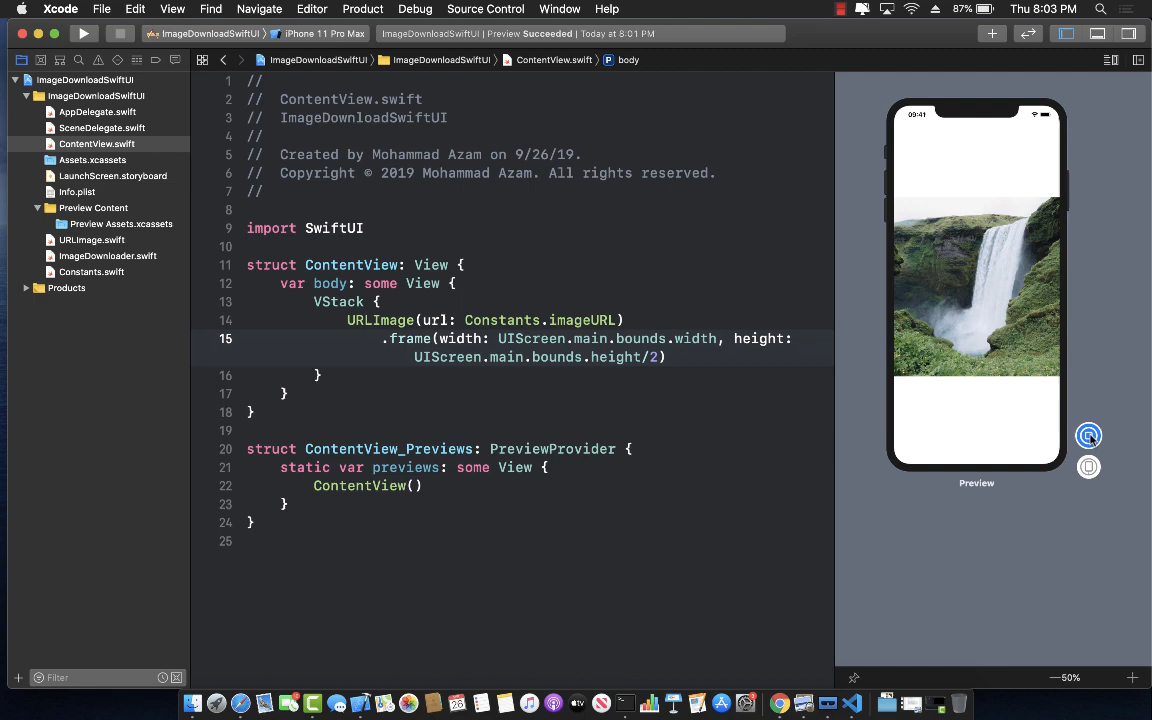 Xcode File Edit View Find Navigate Editor Product Debug Source Control Window Help
87% Thu 8:03 PM
ImageDownloadSwiftUI iPhone 11 Pro Max
ImageDownloadSwiftUI | Preview Succeeded | Today at 8:01 PM
ImageDownloadSwiftUI ImageDownloadSwiftUI ContentView.swift P body
ImageDownloadSwiftUI
ImageDownloadSwiftUI
AppDelegate.swift
SceneDelegate.swift
ContentView.swift
Assets.xcassets
LaunchScreen.storyboard
Info.plist
Preview Content
Preview Assets.xcassets
URLImage.swift
ImageDownloader.swift
Constants.swift
Products
Filter
1 //
2 // ContentView.swift
3 // ImageDownloadSwiftUI
4 //
5 // Created by Mohammad Azam on 9/26/19.
6 // Copyright © 2019 Mohammad Azam. All rights reserved.
7 //
8
9 import SwiftUI
10
11 struct ContentView: View {
12 var body: some View {
13 VStack {
14 URLImage(url: Constants.imageURL)
15 .frame(width: UIScreen.main.bounds.width, height:
UIScreen.main.bounds.height/2)
16 }
17 }
18 }
19
20 struct ContentView_Previews: PreviewProvider {
21 static var previews: some View {
22 ContentView()
23 }
24 }
25
09:41
Preview
50%